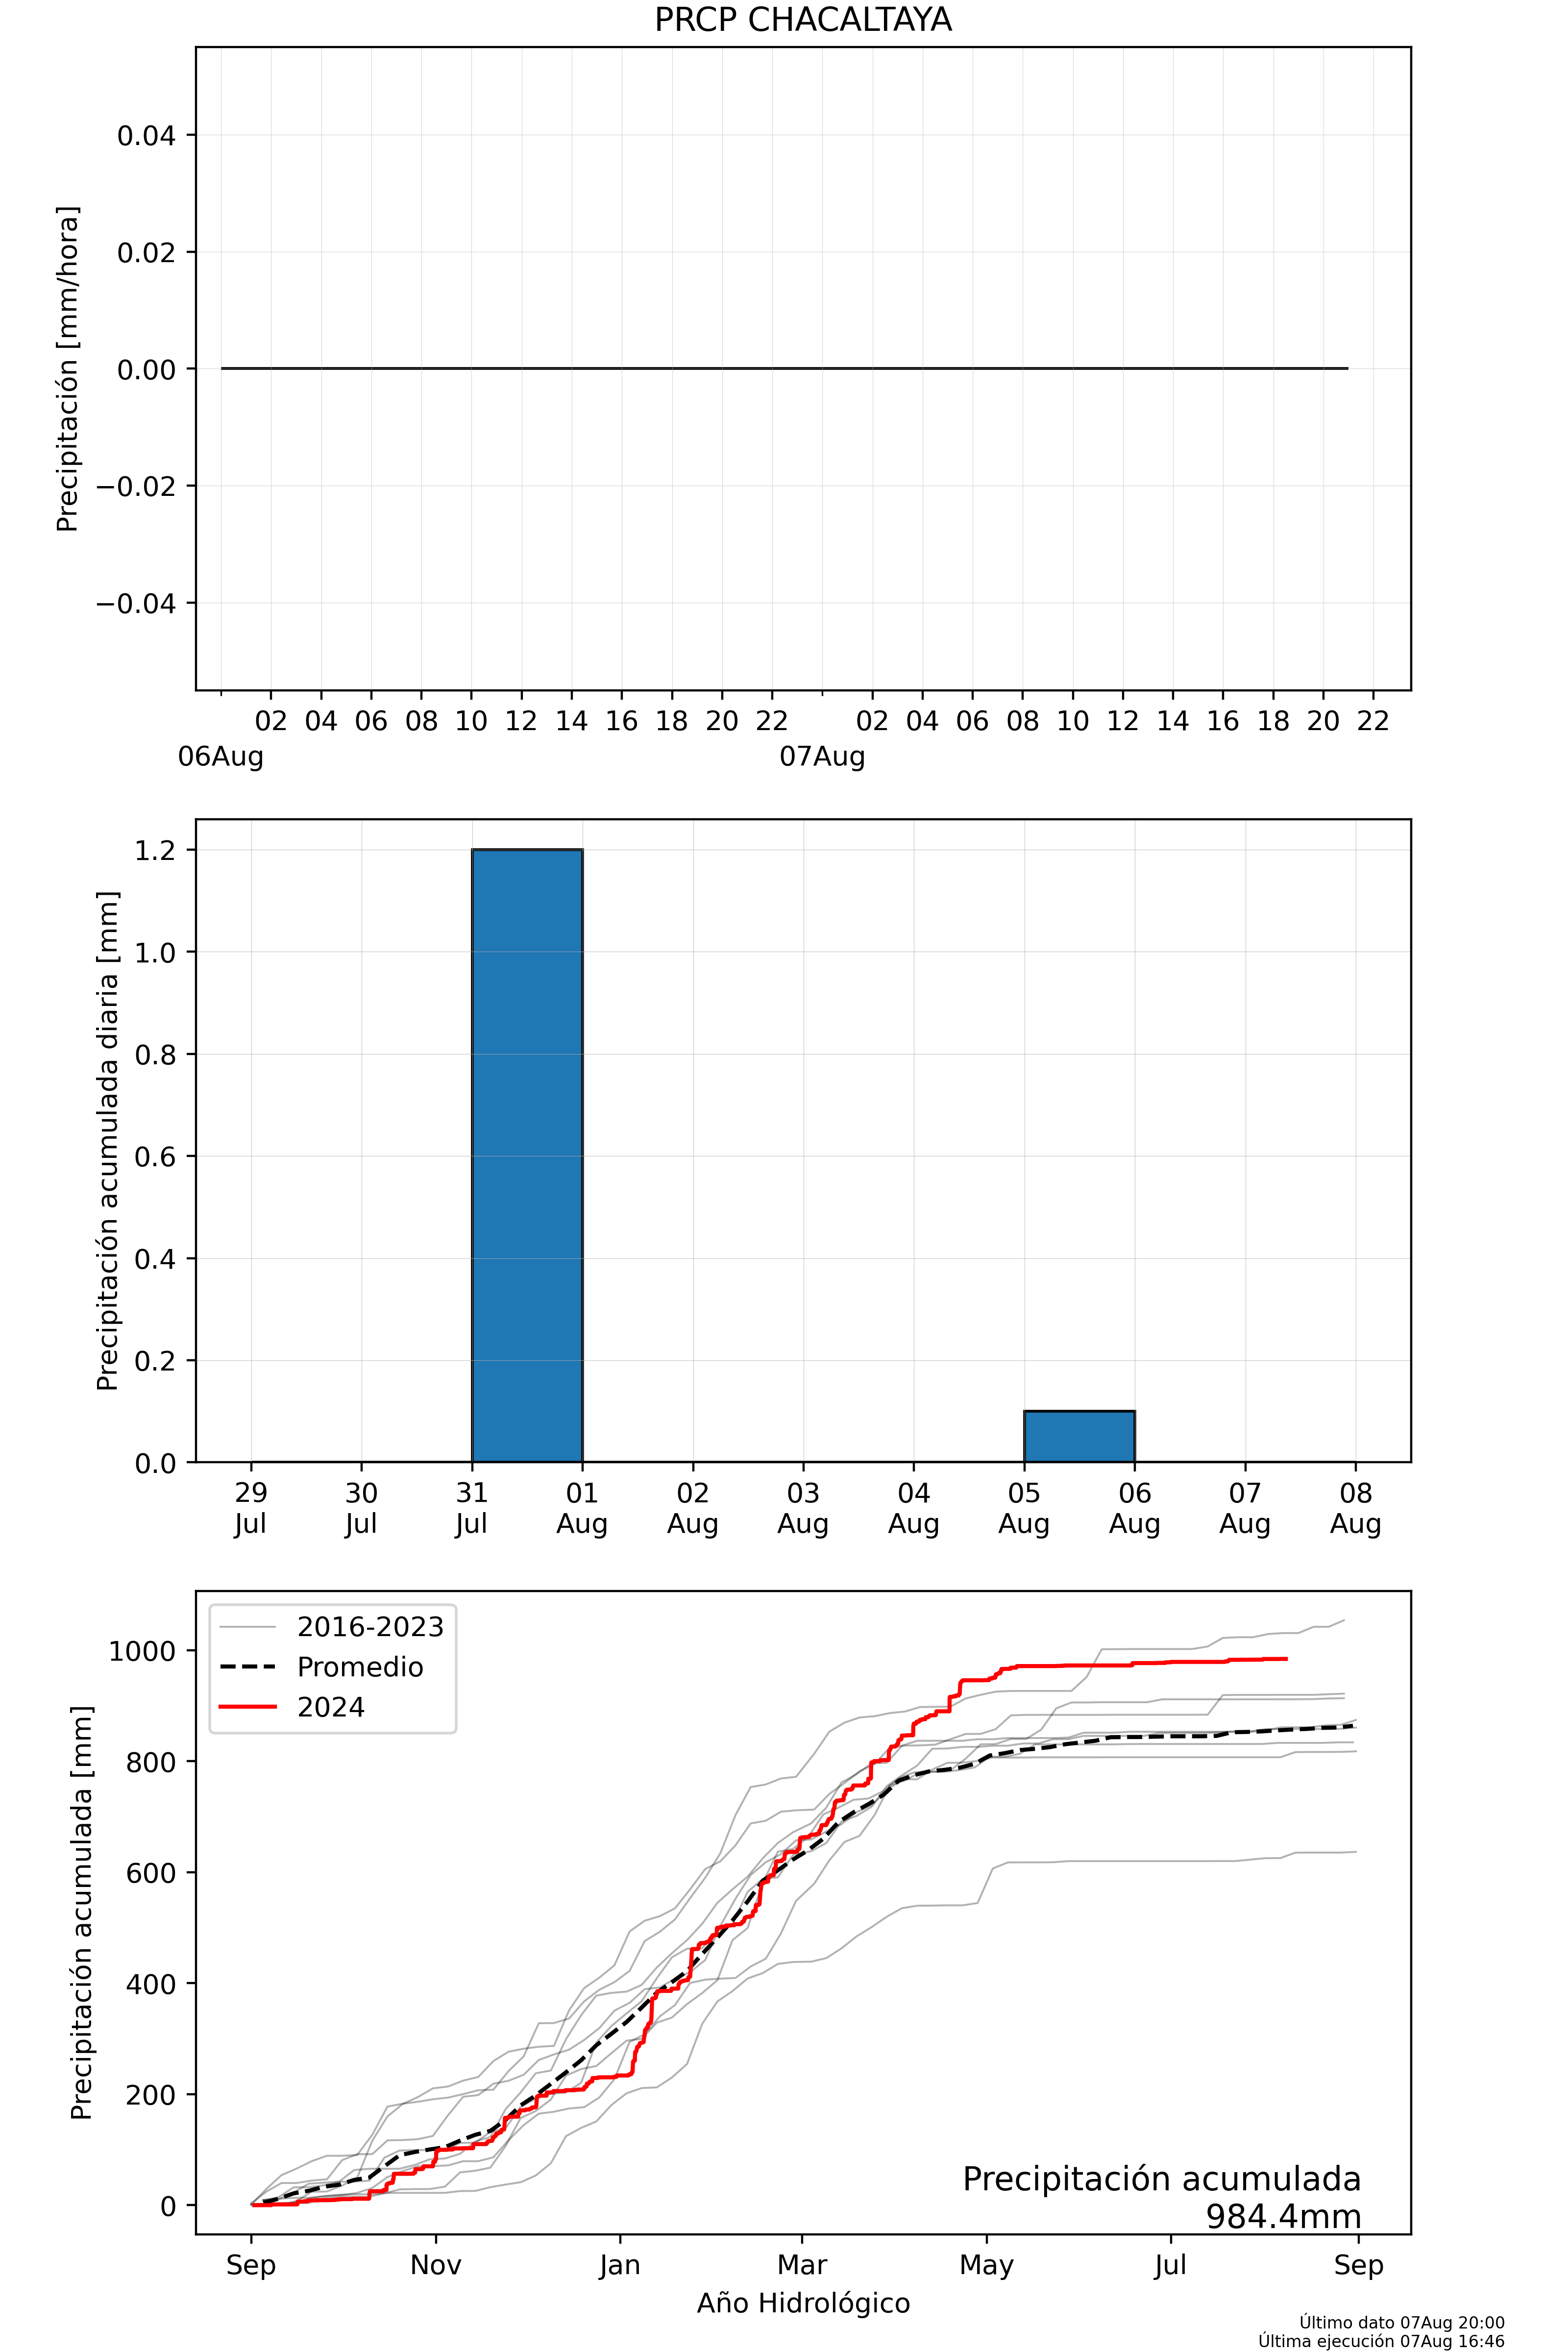 PRCP CHACALTAYA
Precipitación [mm/hora]
0.04
0.02
0.00
−0.02
−0.04
02 04 06 08 10 12 14 16 18 20 22 02 04 06 08 10 12 14 16 18 20 22
06Aug 07Aug
Precipitación acumulada diaria [mm]
1.2
1.0
0.8
0.6
0.4
0.2
0.0
29 30 31 01 02 03 04 05 06 07 08
Jul Jul Jul Aug Aug Aug Aug Aug Aug Aug Aug
Precipitación acumulada [mm]
1000
800
600
400
200
0
2016-2023
Promedio
2024
Precipitación acumulada
984.4mm
Sep Nov Jan Mar May Jul Sep
Año Hidrológico
Último dato 07Aug 20:00
Última ejecución 07Aug 16:46